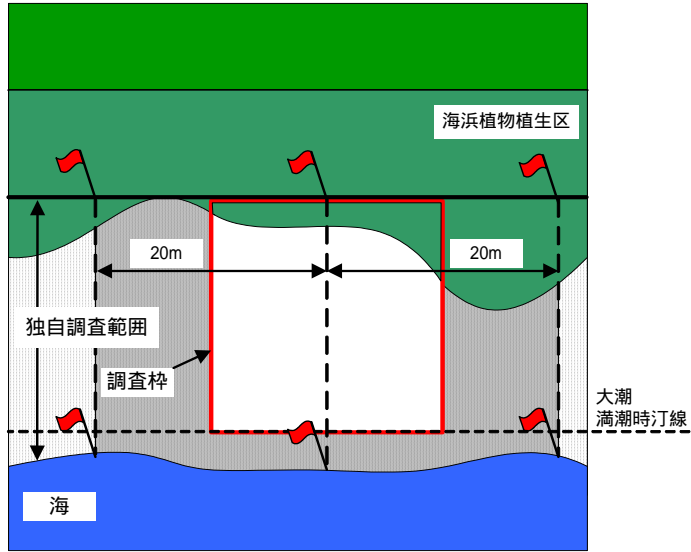 海浜植物植生区
20m
20m
独自調査範囲
調査枠
大潮
満潮時汀線
海